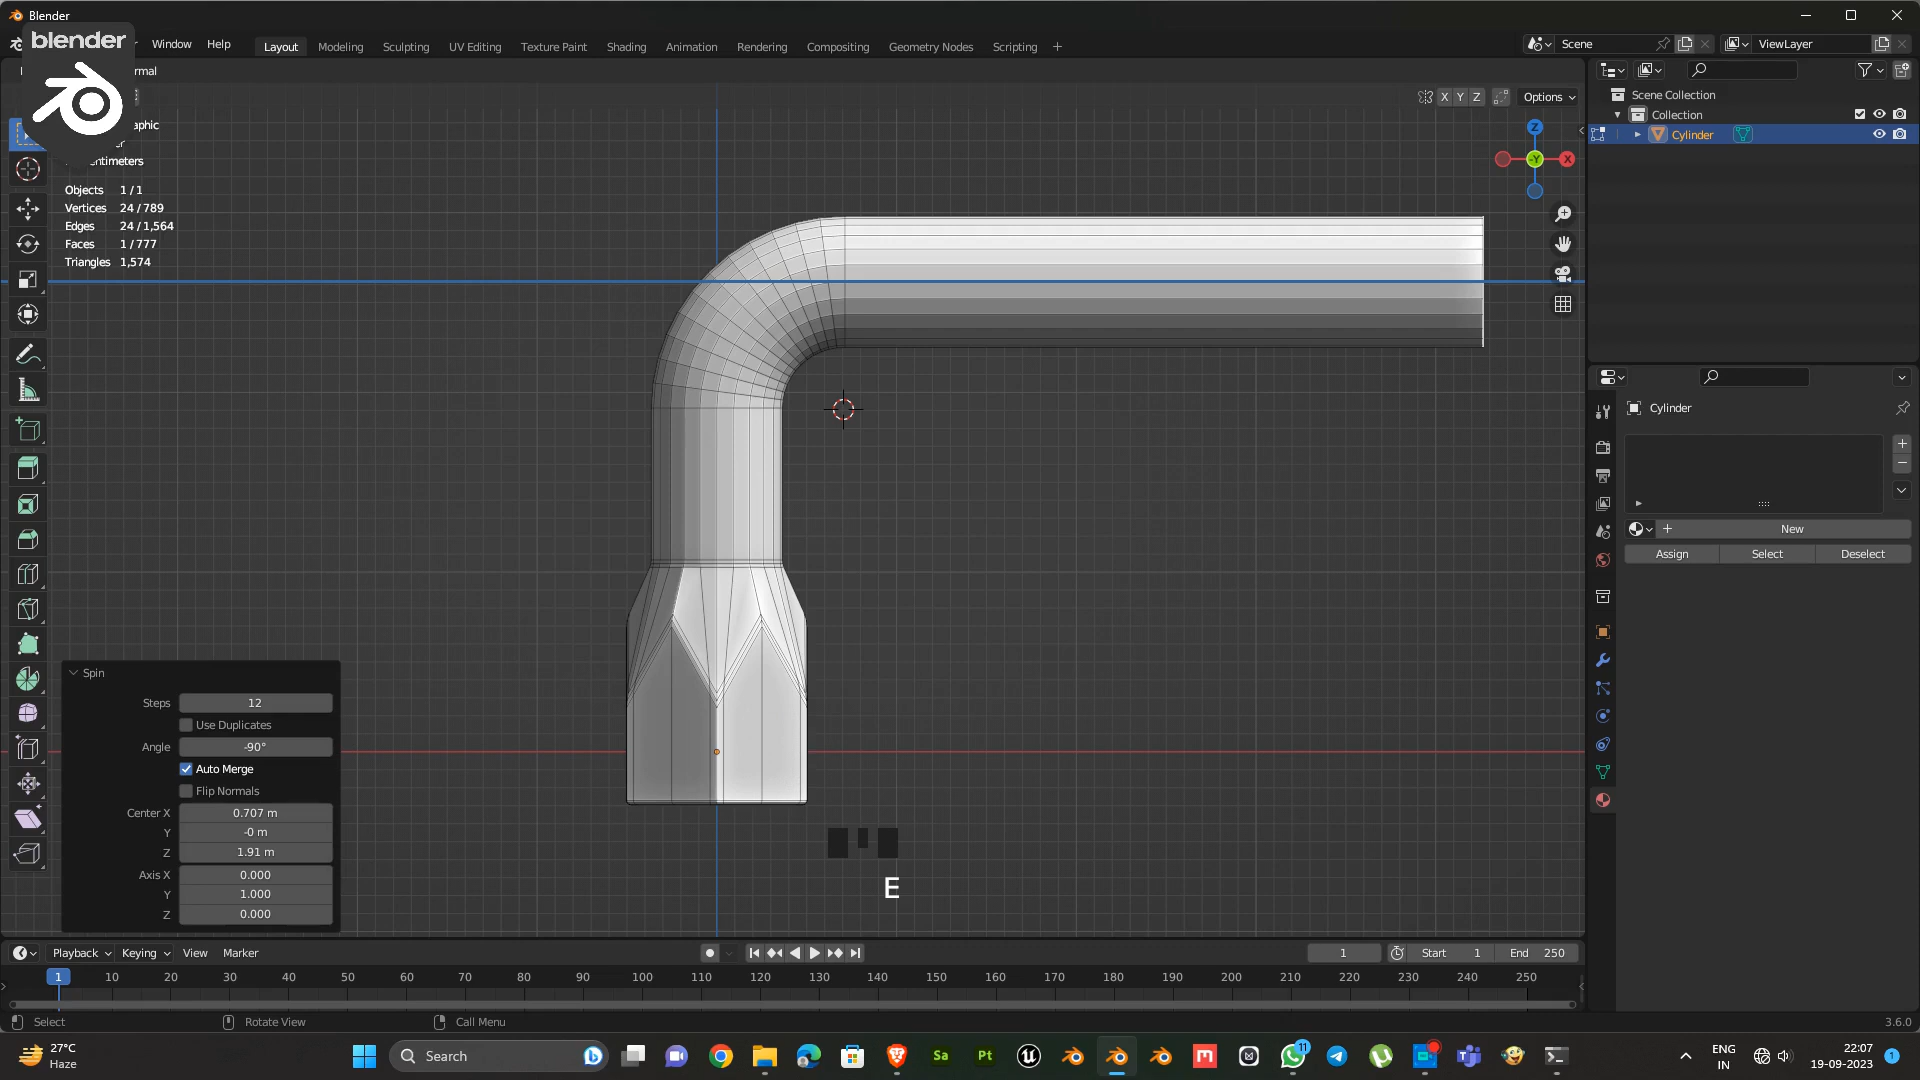 Blender
blender
Window Help Layout Modeling Sculpting UV Editing Texture Paint Shading Animation Rendering Compositing Geometry Nodes Scripting +
Scene
ViewLayer
X Y Z Options
Objects 1 / 1
Vertices 24 / 789
Edges 24 / 1,564
Faces 1 / 777
Triangles 1,574
Z
-Y
X
Scene Collection
Collection
Cylinder
Cylinder
+
−
+ New
Assign Select Deselect
Spin
Steps 12
Use Duplicates
Angle -90°
Auto Merge
Flip Normals
Center X 0.707 m
Y -0 m
Z 1.91 m
Axis X 0.000
Y 1.000
Z 0.000
E
Playback Keying View Marker
1 Start 1 End 250
1 10 20 30 40 50 60 70 80 90 100 110 120 130 140 150 160 170 180 190 200 210 220 230 240 250
Select Rotate View Call Menu 3.6.0
27°C
Haze
Search
Sa Pt
11
ENG
IN
22:07
19-09-2023
1